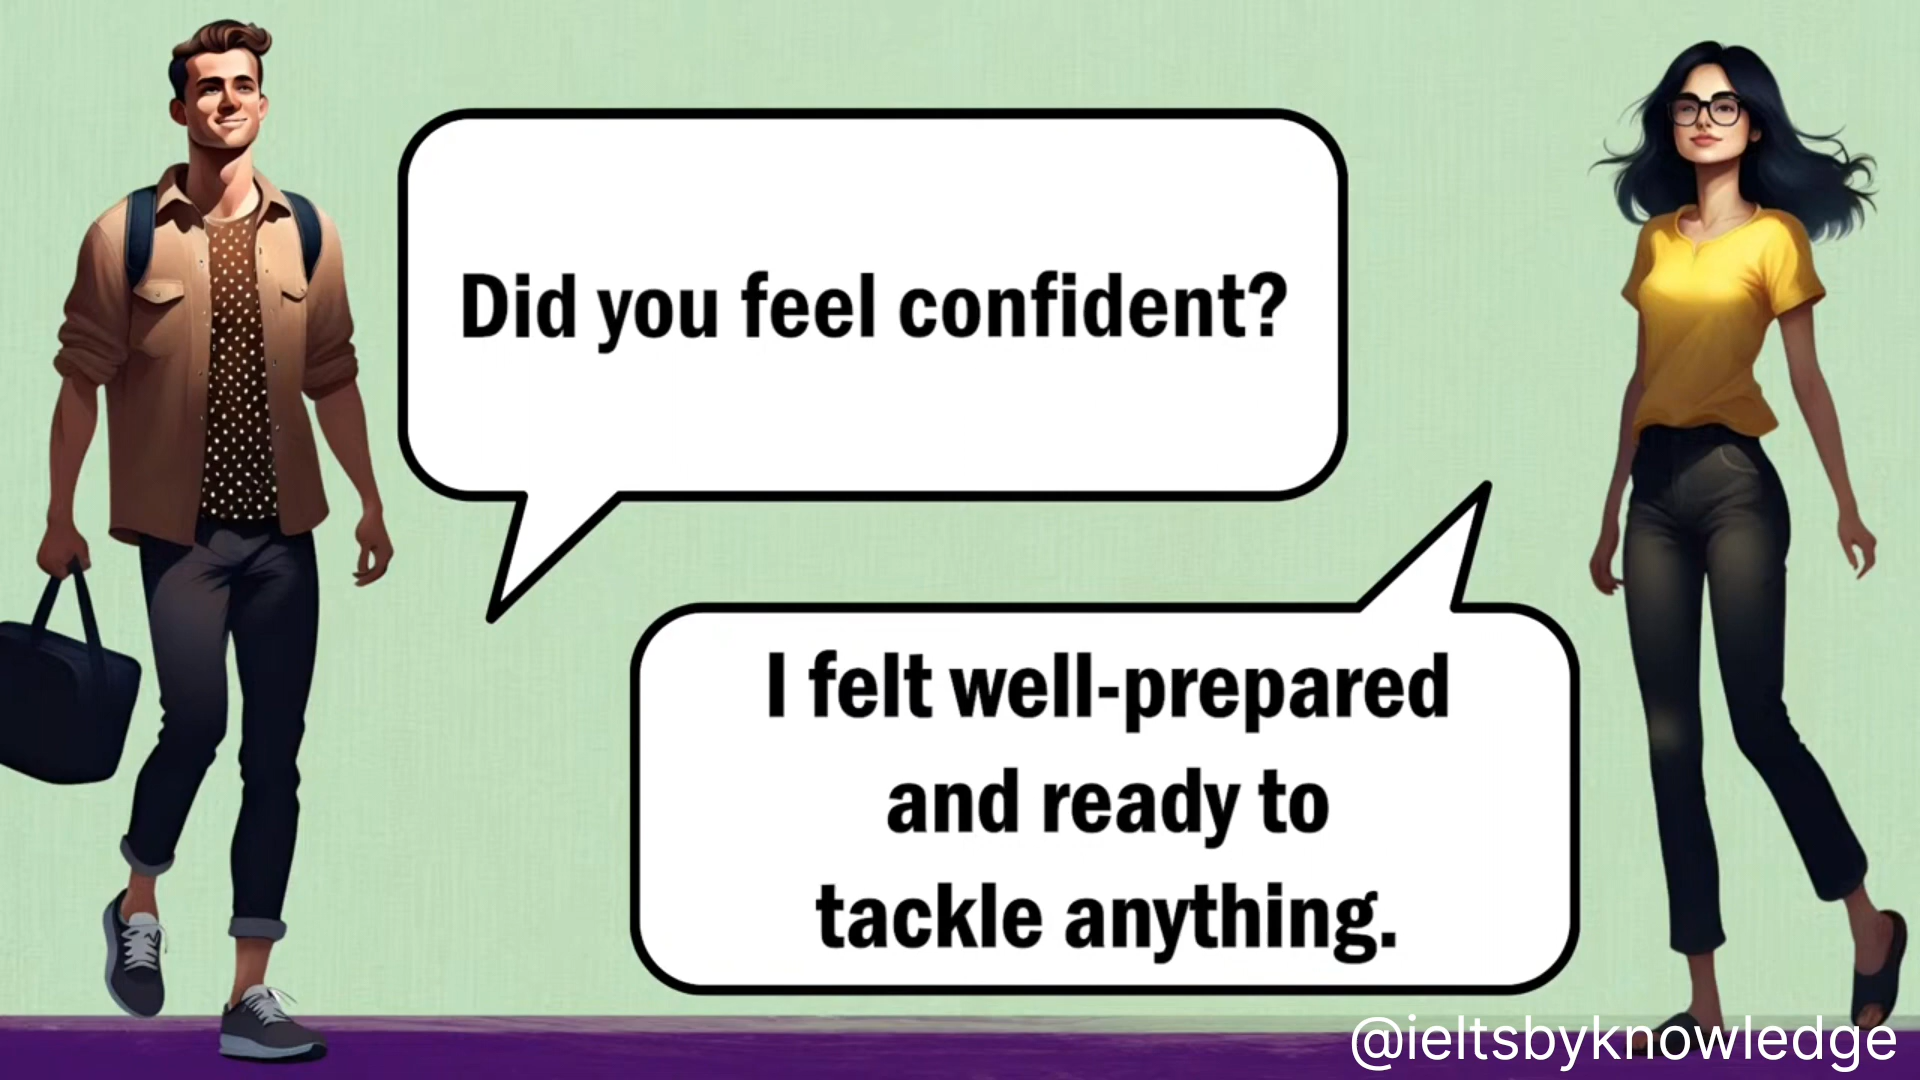 Did you feel confident?
I felt well-prepared
and ready to
tackle anything.
@ieltsbyknowledge